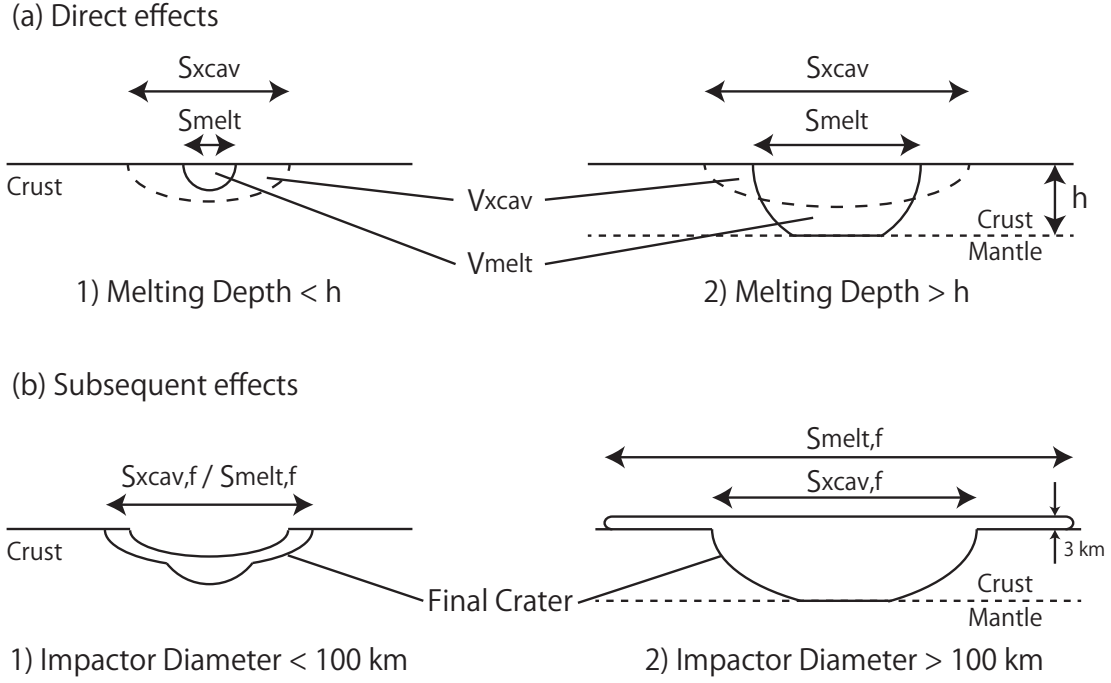 (a) Direct effects
Sxcav
Smelt
Crust
Sxcav
Smelt
h
Crust
Mantle
Vxcav
Vmelt
1) Melting Depth < h
2) Melting Depth > h
(b) Subsequent effects
Sxcav,f / Smelt,f
Crust
Smelt,f
Sxcav,f
3 km
Crust
Mantle
Final Crater
1) Impactor Diameter < 100 km
2) Impactor Diameter > 100 km